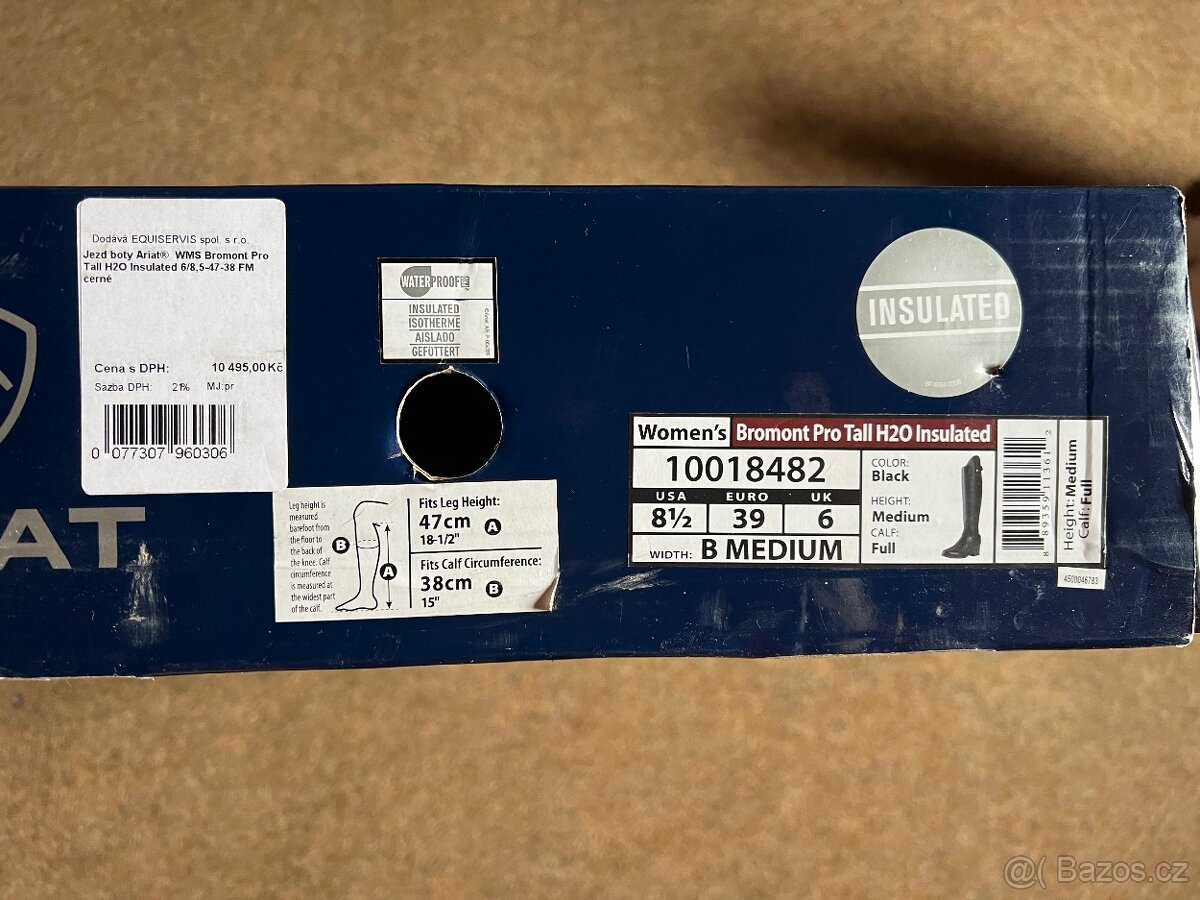 Dodává EQUISERVIS spol. s r.o.
Jezd boty Ariat® WMS Bromont Pro
Tall H2O Insulated 6/8,5-47-38 FM
černé
Cena s DPH: 10 495,00Kč
Sazba DPH: 21% MJ:pr
0 077307 960306
WATERPROOF
INSULATED
ISOTHERME
AISLADO
GEFÜTTERT
INSULATED
AT
Leg height is
measured
barefoot from
the floor to
the back of
the knee. Calf
circumference
is measured at
the widest part
of the calf.
B
A
Fits Leg Height:
47cm A
18-1/2"
Fits Calf Circumference:
38cm B
15"
Women's Bromont Pro Tall H2O Insulated
10018482
USA EURO UK
8½ 39 6
WIDTH: B MEDIUM
COLOR:
Black
HEIGHT:
Medium
CALF:
Full
8 89359 11361 2
Height: Medium
Calf: Full
4500046783
@( Bazos.cz